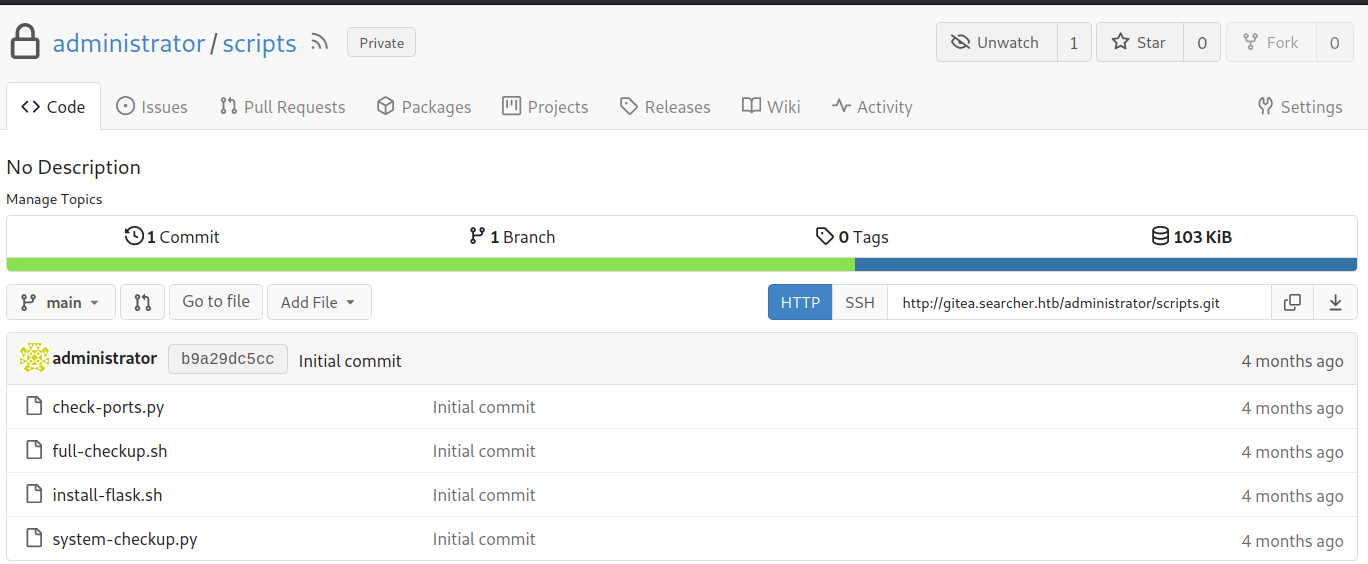 administrator / scripts Private Unwatch 1 Star 0 Fork 0
Code Issues Pull Requests Packages Projects Releases Wiki Activity Settings
No Description
Manage Topics
1 Commit 1 Branch 0 Tags 103 KiB
main Go to file Add File HTTP SSH http://gitea.searcher.htb/administrator/scripts.git
administrator b9a29dc5cc Initial commit 4 months ago
check-ports.py Initial commit 4 months ago
full-checkup.sh Initial commit 4 months ago
install-flask.sh Initial commit 4 months ago
system-checkup.py Initial commit 4 months ago